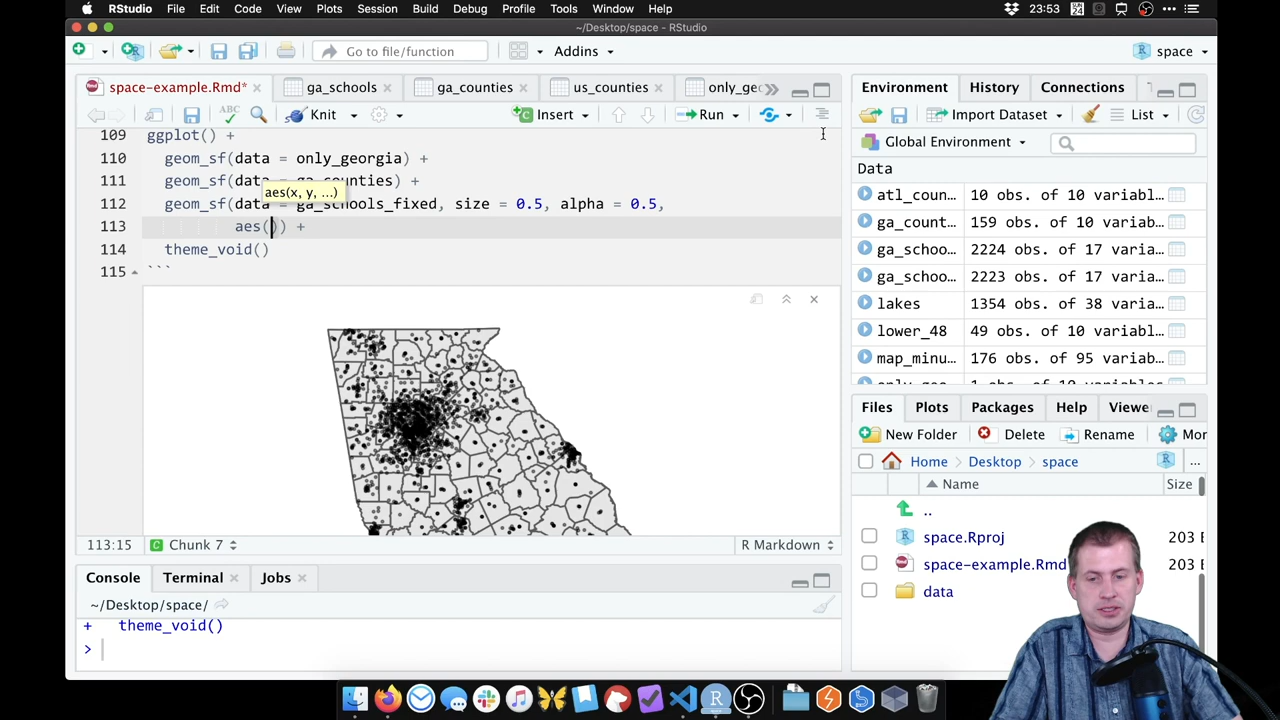 RStudio File Edit Code View Plots Session Build Debug Profile Tools Window Help 23:53
~/Desktop/space - RStudio
Go to file/function Addins space
space-example.Rmd* ga_schools ga_counties us_counties only_ge
Knit Insert Run
109 ggplot() +
110 geom_sf(data = only_georgia) +
111 geom_sf(data = ga_counties) +
aes(x, y, ...)
112 geom_sf(data = ga_schools_fixed, size = 0.5, alpha = 0.5,
113 aes()) +
114 theme_void()
115 ```
113:15 Chunk 7 R Markdown
Console Terminal Jobs
~/Desktop/space/
+ theme_void()
>
Environment History Connections
Import Dataset List
Global Environment
Data
atl_coun… 10 obs. of 10 variab…
ga_count… 159 obs. of 10 varia…
ga_schoo… 2224 obs. of 17 varia…
ga_schoo… 2223 obs. of 17 varia…
lakes 1354 obs. of 38 varia…
lower_48 49 obs. of 10 variabl…
map_minu… 176 obs. of 95 variab…
Files Plots Packages Help Viewe
New Folder Delete Rename Mor
Home Desktop space ...
Name Size
..
space.Rproj 203
space-example.Rmd 203
data